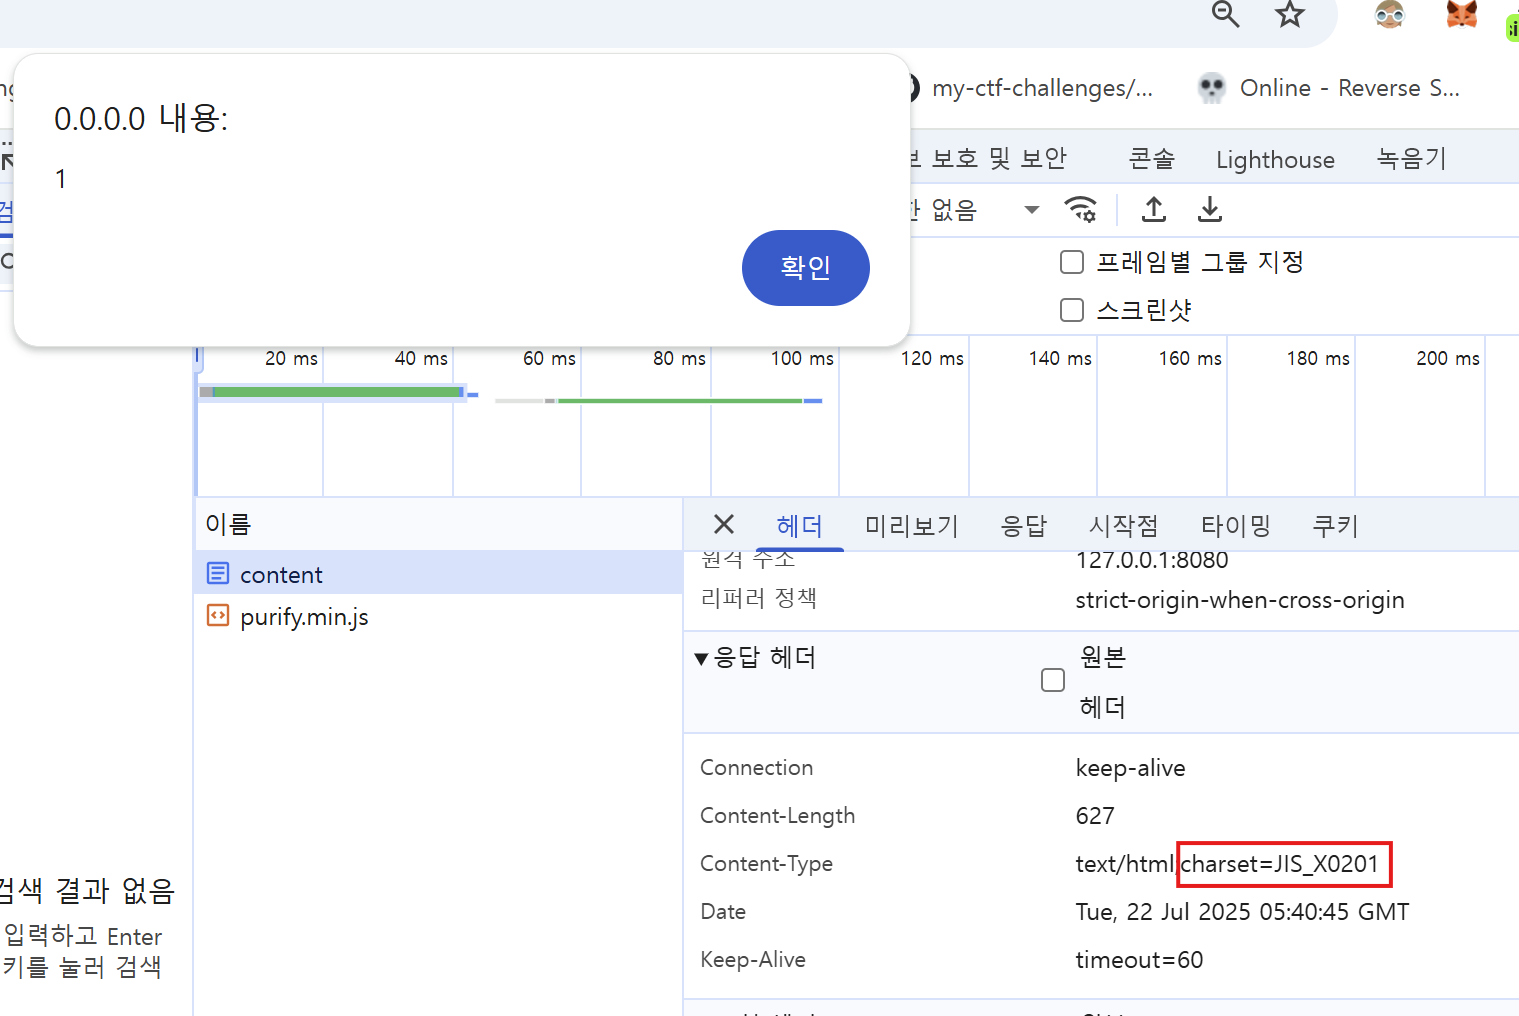 0.0.0.0 내용:
1
확인
my-ctf-challenges/...
Online - Reverse S...
보호 및 보안
콘솔
Lighthouse
녹음기
없음
프레임별 그룹 지정
스크린샷
20 ms
40 ms
60 ms
80 ms
100 ms
120 ms
140 ms
160 ms
180 ms
200 ms
이름
헤더
미리보기
응답
시작점
타이밍
쿠키
content
purify.min.js
원격 주소
127.0.0.1:8080
리퍼러 정책
strict-origin-when-cross-origin
▼응답 헤더
원본
헤더
Connection
keep-alive
Content-Length
627
Content-Type
text/html;charset=JIS_X0201
Date
Tue, 22 Jul 2025 05:40:45 GMT
Keep-Alive
timeout=60
검색 결과 없음
입력하고 Enter
키를 눌러 검색